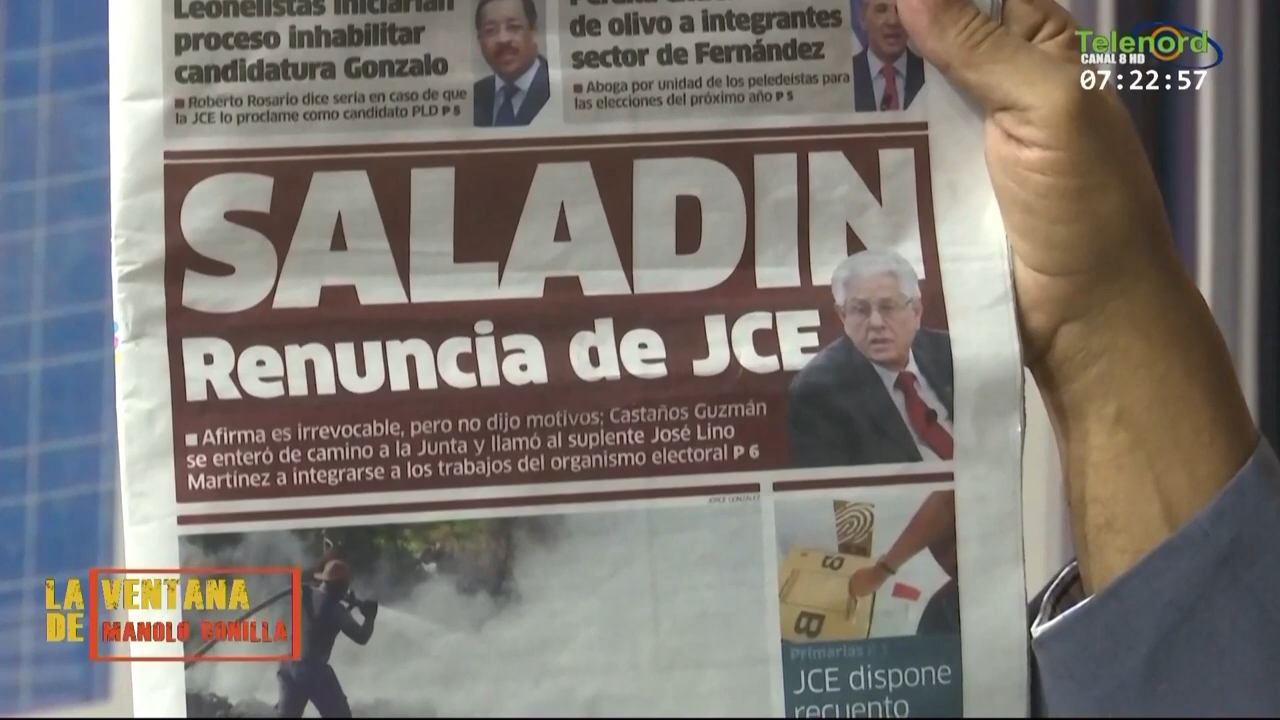 Leonelistas iniciarían
proceso inhabilitar
candidatura Gonzalo
■ Roberto Rosario dice sería en caso de que
la JCE lo proclame como candidato PLD P 5
de olivo a integrantes
sector de Fernández
■ Aboga por unidad de los peledeístas para
las elecciones del próximo año P 5
Telenord
CANAL 8 HD
07:22:57
SALADIN
Renuncia de JCE
■ Afirma es irrevocable, pero no dijo motivos; Castaños Guzmán
se enteró de camino a la Junta y llamó al suplente José Lino
Martínez a integrarse a los trabajos del organismo electoral P 6
JORGE GONZÁLEZ
B
B
Primarias P 3
JCE dispone
recuento
LA VENTANA
DE MANOLO BONILLA